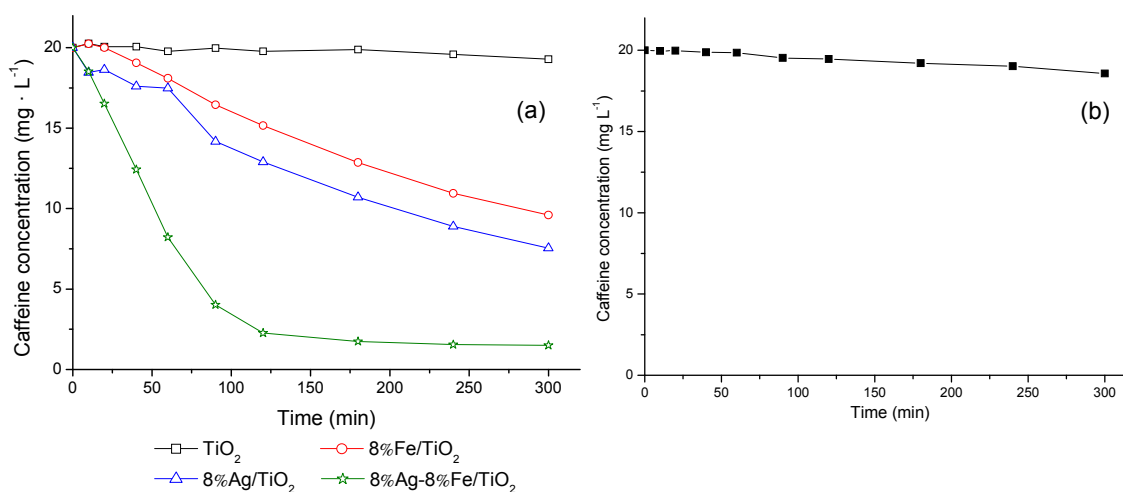 Caffeine concentration (mg · L⁻¹)
20
15
10
5
0
(a)
0 50 100 150 200 250 300
Time (min)
TiO₂
8%Fe/TiO₂
8%Ag/TiO₂
8%Ag-8%Fe/TiO₂
Caffeine concentration (mg L⁻¹)
20
15
10
5
0
(b)
0 50 100 150 200 250 300
Time (min)